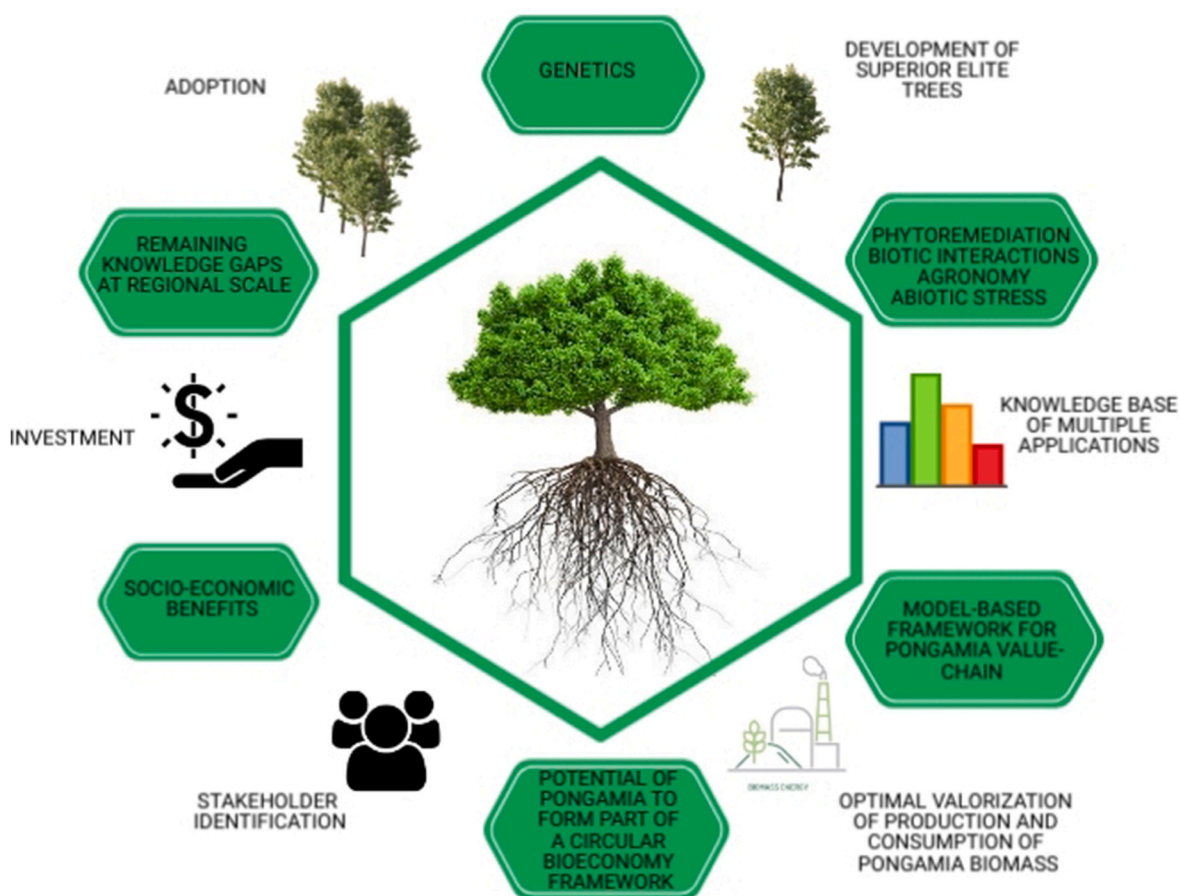 GENETICS
DEVELOPMENT OF
SUPERIOR ELITE
TREES
ADOPTION
PHYTOREMEDIATION
BIOTIC INTERACTIONS
AGRONOMY
ABIOTIC STRESS
REMAINING
KNOWLEDGE GAPS
AT REGIONAL SCALE
KNOWLEDGE BASE
OF MULTIPLE
APPLICATIONS
$
INVESTMENT
SOCIO-ECONOMIC
BENEFITS
MODEL-BASED
FRAMEWORK FOR
PONGAMIA VALUE-
CHAIN
BIOMASS ENERGY
STAKEHOLDER
IDENTIFICATION
POTENTIAL OF
PONGAMIA TO
FORM PART OF
A CIRCULAR
BIOECONOMY
FRAMEWORK
OPTIMAL VALORIZATION
OF PRODUCTION AND
CONSUMPTION OF
PONGAMIA BIOMASS